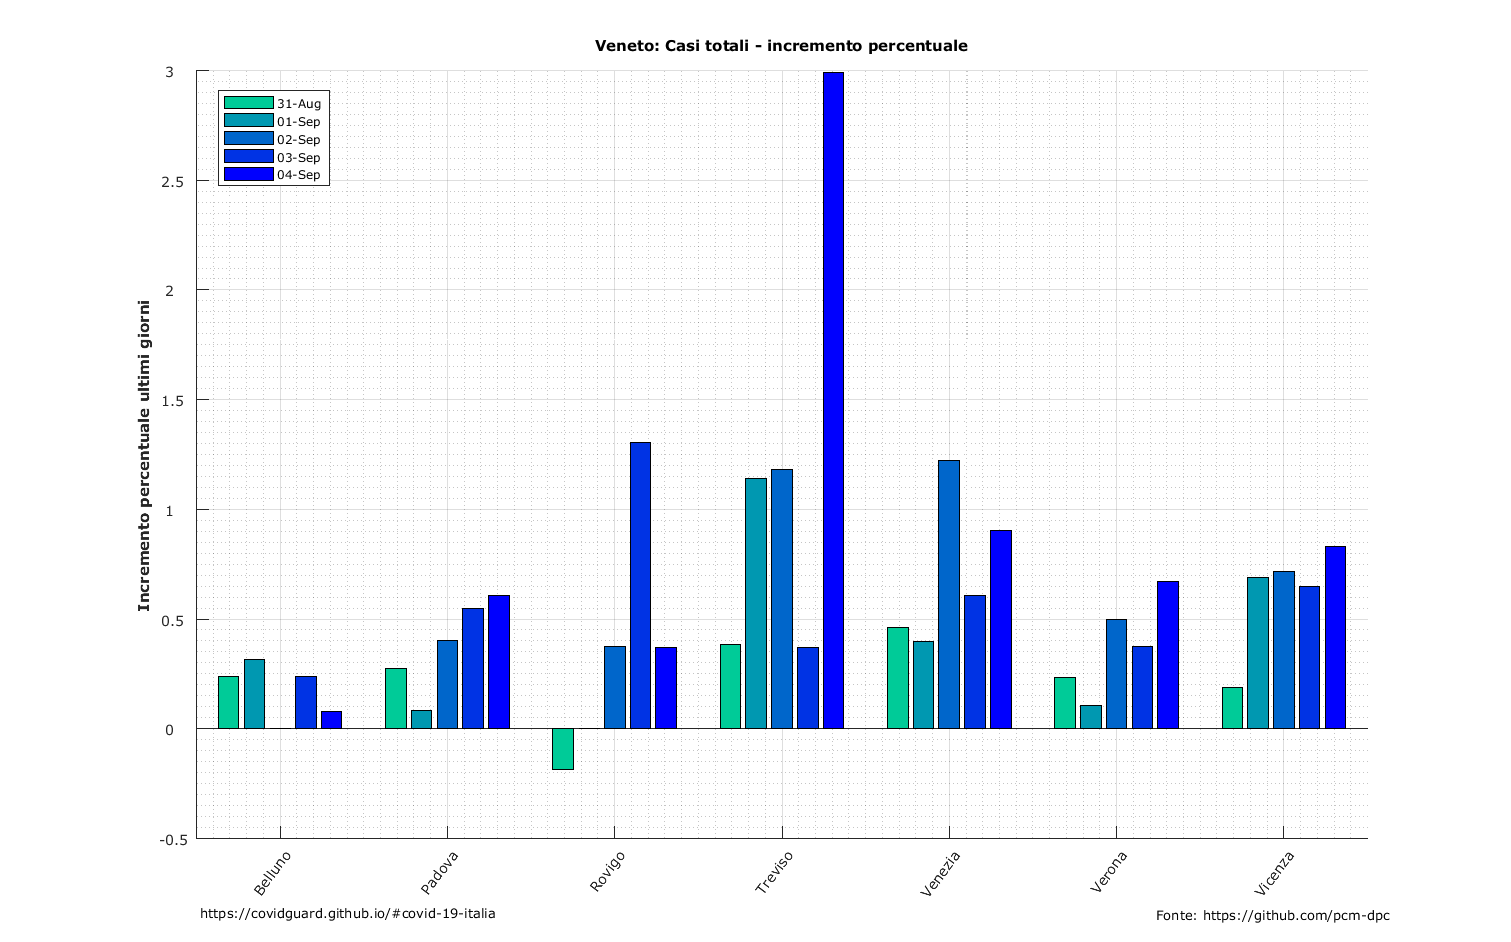 Veneto: Casi totali - incremento percentuale
3
2.5
2
1.5
1
0.5
0
-0.5
Incremento percentuale ultimi giorni
31-Aug
01-Sep
02-Sep
03-Sep
04-Sep
Belluno
Padova
Rovigo
Treviso
Venezia
Verona
Vicenza
https://covidguard.github.io/#covid-19-italia
Fonte: https://github.com/pcm-dpc